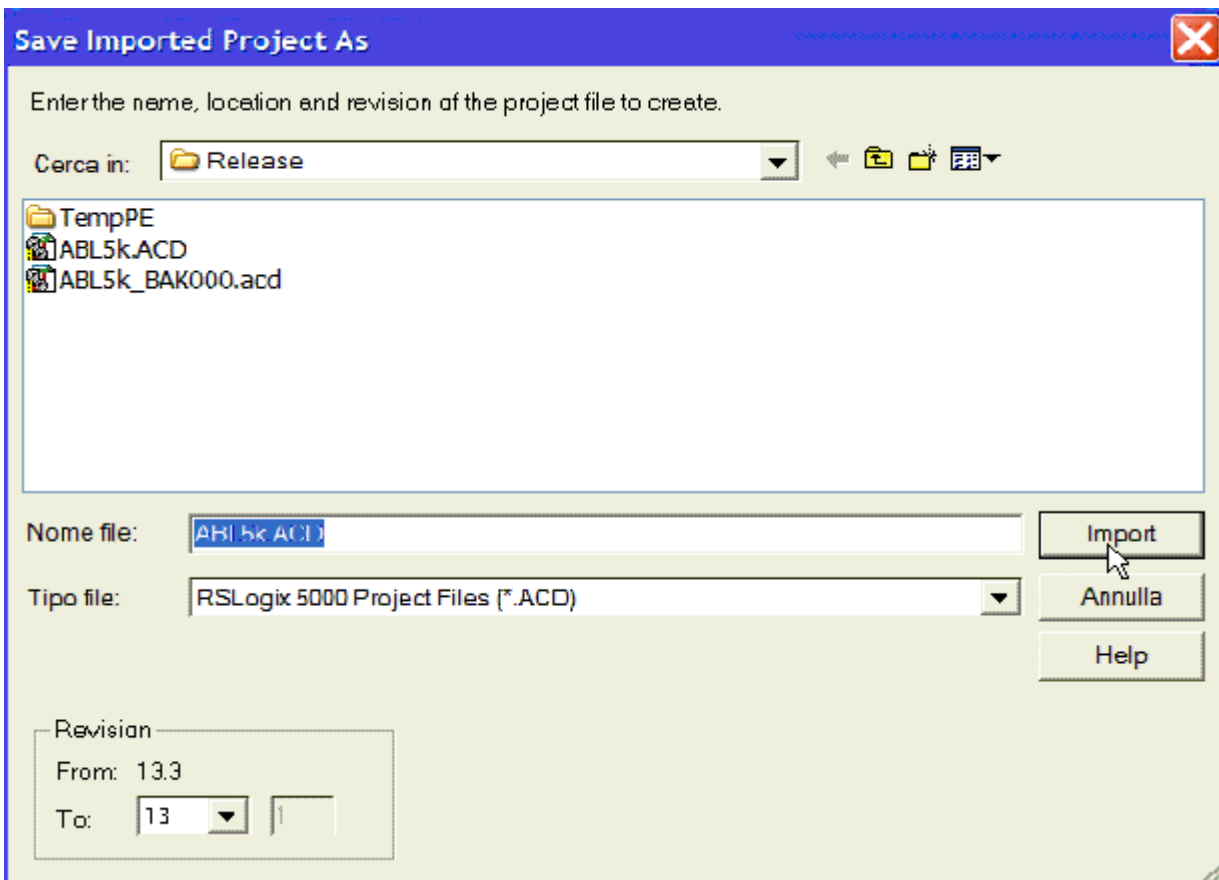 Save Imported Project As
Enter the name, location and revision of the project file to create.
Cerca in: Release
TempPE
ABL5k.ACD
ABL5k_BAK000.acd
Nome file: ABL5k.ACD Import
Tipo file: RSLogix 5000 Project Files (*.ACD) Annulla
Help
Revision
From: 13.3
To: 13 1